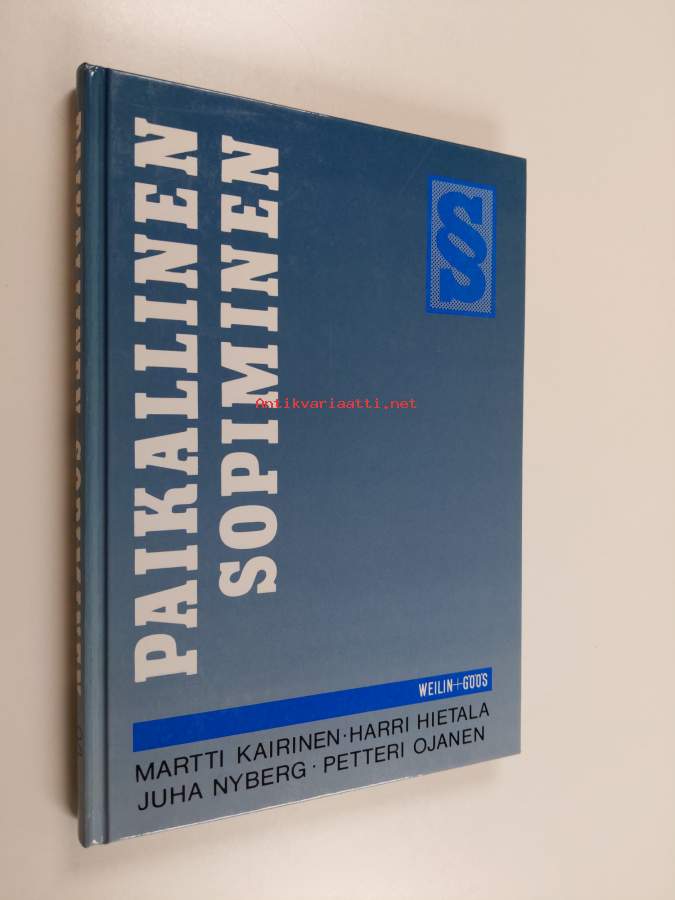 PAIKALLINEN
SOPIMINEN
§
Antikvariaatti.net
WEILIN+GÖÖS
MARTTI KAIRINEN · HARRI HIETALA
JUHA NYBERG · PETTERI OJANEN